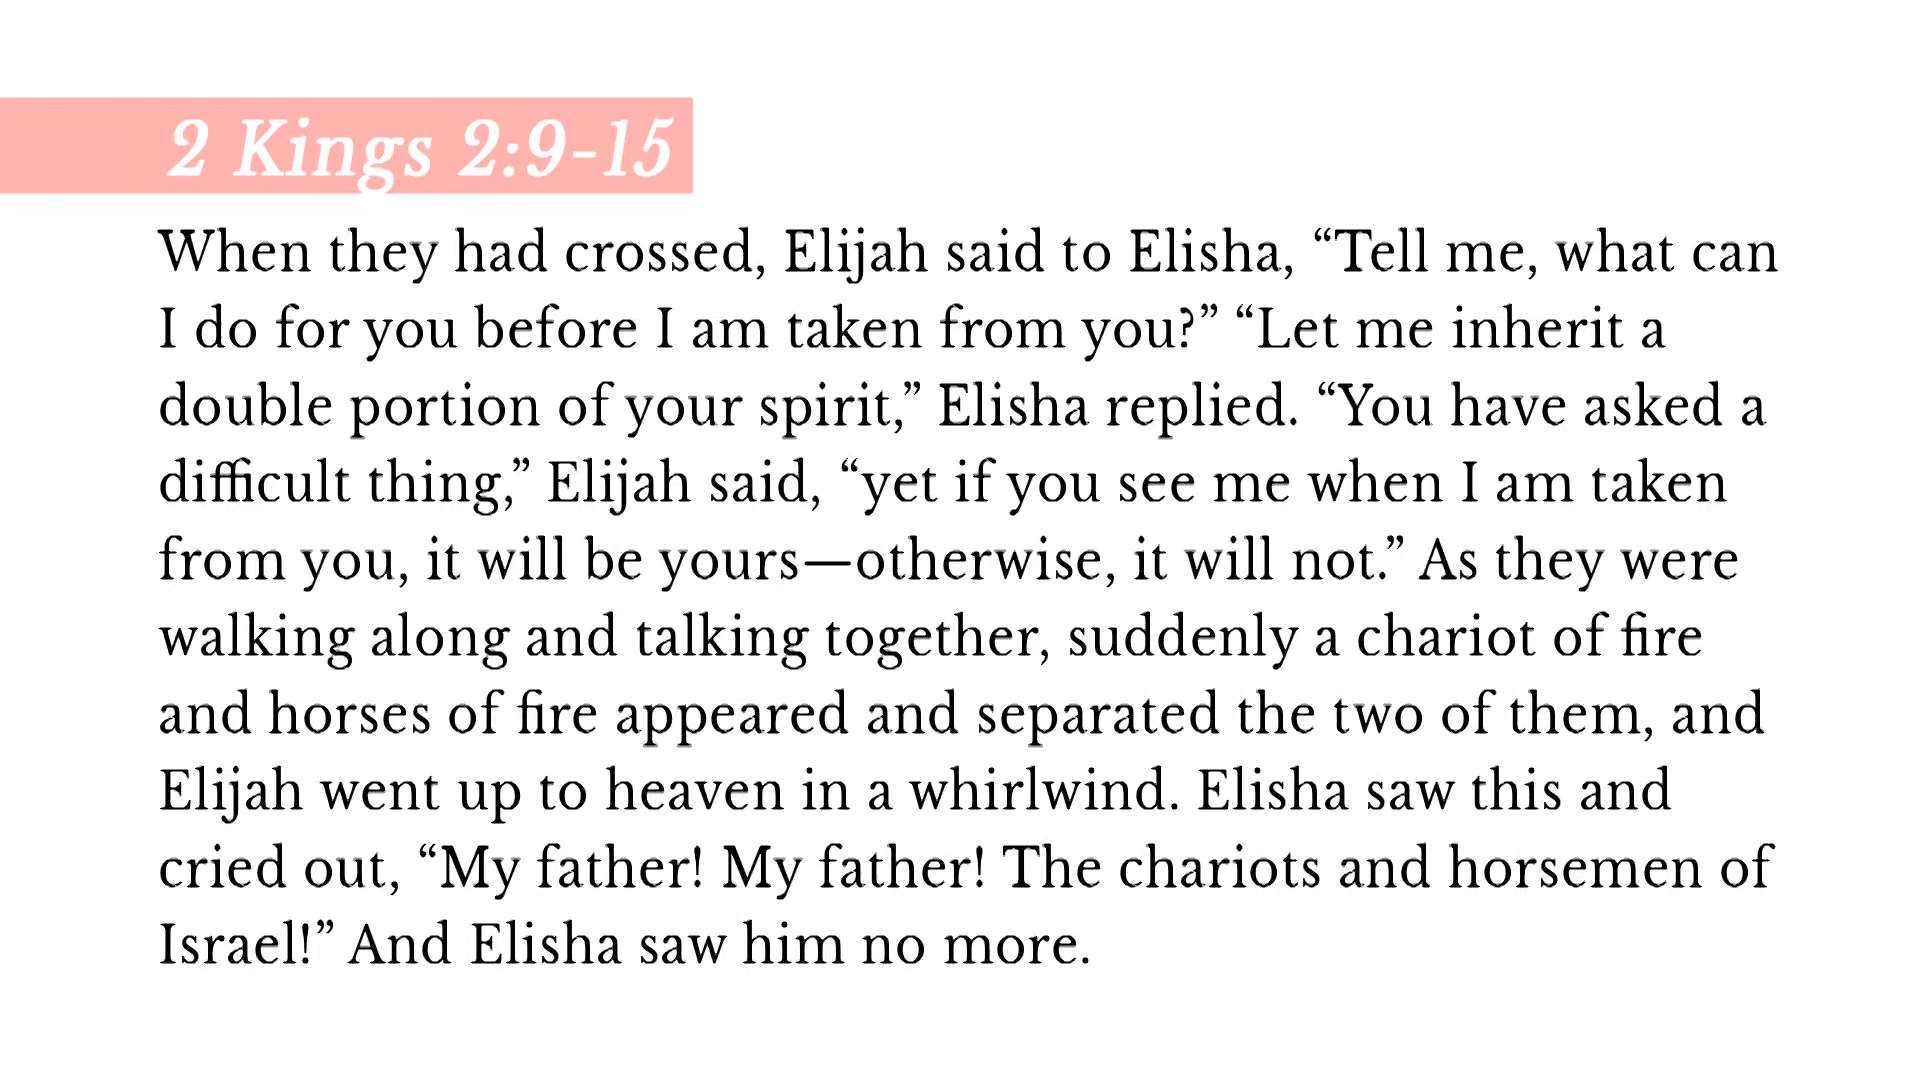 2 Kings 2:9-15
When they had crossed, Elijah said to Elisha, “Tell me, what can
I do for you before I am taken from you?” “Let me inherit a
double portion of your spirit,” Elisha replied. “You have asked a
difficult thing,” Elijah said, “yet if you see me when I am taken
from you, it will be yours—otherwise, it will not.” As they were
walking along and talking together, suddenly a chariot of fire
and horses of fire appeared and separated the two of them, and
Elijah went up to heaven in a whirlwind. Elisha saw this and
cried out, “My father! My father! The chariots and horsemen of
Israel!” And Elisha saw him no more.